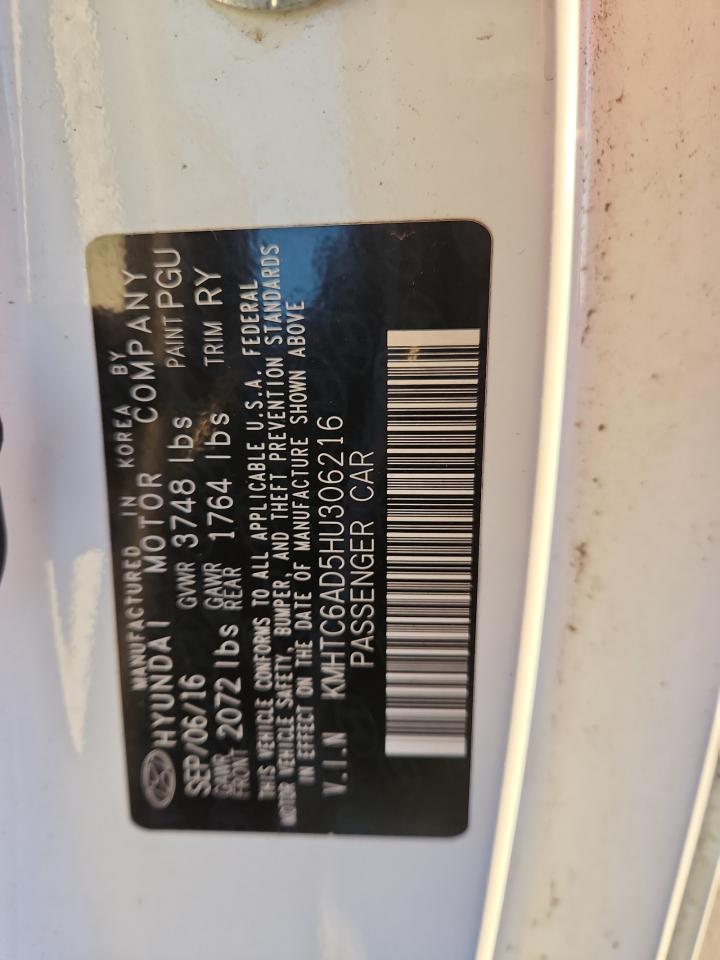 MANUFACTURED IN KOREA BY
HYUNDAI MOTOR COMPANY
SEP/06/16 GVWR 3748 lbs PAINT PGU
GAWR FRONT 2072 lbs GAWR REAR 1764 lbs TRIM RY
THIS VEHICLE CONFORMS TO ALL APPLICABLE U.S.A. FEDERAL
MOTOR VEHICLE SAFETY, BUMPER, AND THEFT PREVENTION STANDARDS
IN EFFECT ON THE DATE OF MANUFACTURE SHOWN ABOVE
V.I.N KMHTC6AD5HU306216
PASSENGER CAR